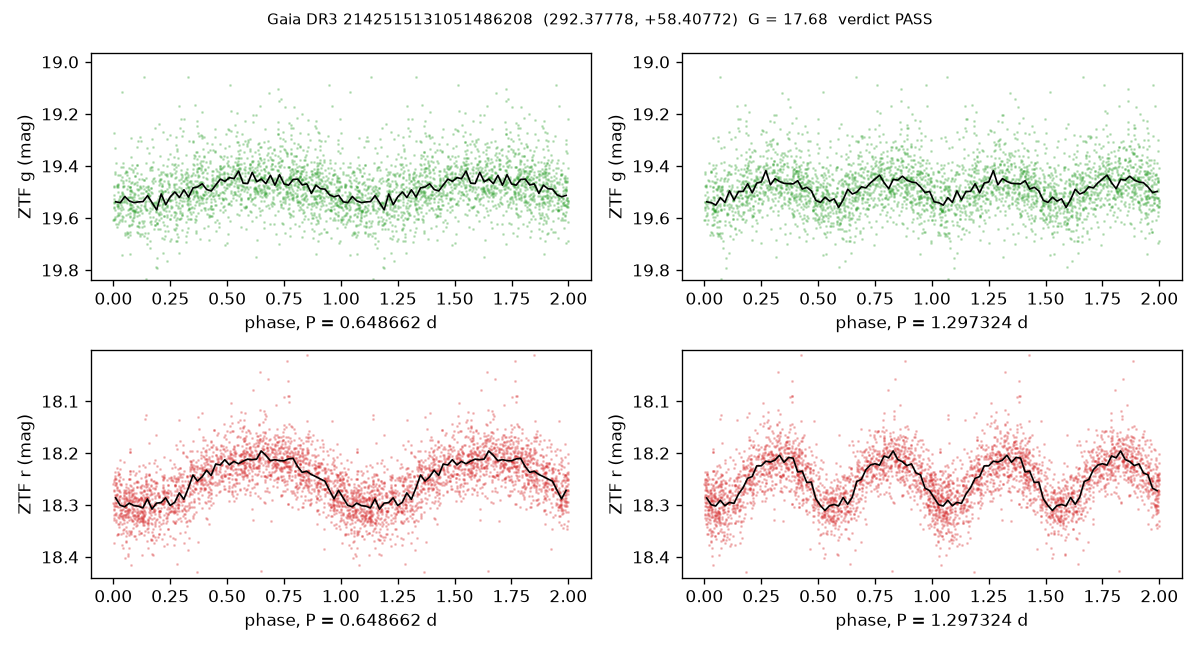 Gaia DR3 2142515131051486208  (292.37778, +58.40772)  G = 17.68  verdict PASS
ZTF g (mag)
19.0
19.2
19.4
19.6
19.8
0.00 0.25 0.50 0.75 1.00 1.25 1.50 1.75 2.00
phase, P = 0.648662 d
ZTF g (mag)
19.0
19.2
19.4
19.6
19.8
0.00 0.25 0.50 0.75 1.00 1.25 1.50 1.75 2.00
phase, P = 1.297324 d
ZTF r (mag)
18.1
18.2
18.3
18.4
0.00 0.25 0.50 0.75 1.00 1.25 1.50 1.75 2.00
phase, P = 0.648662 d
ZTF r (mag)
18.1
18.2
18.3
18.4
0.00 0.25 0.50 0.75 1.00 1.25 1.50 1.75 2.00
phase, P = 1.297324 d